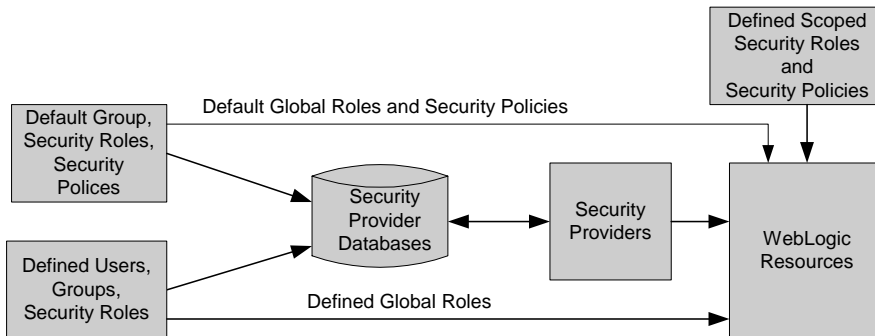 Defined Scoped
Security Roles
and
Security Policies
Default Global Roles and Security Policies
Default Group,
Security Roles,
Security
Polices
Security
Provider
Databases
Security
Providers
WebLogic
Resources
Defined Users,
Groups,
Security Roles
Defined Global Roles